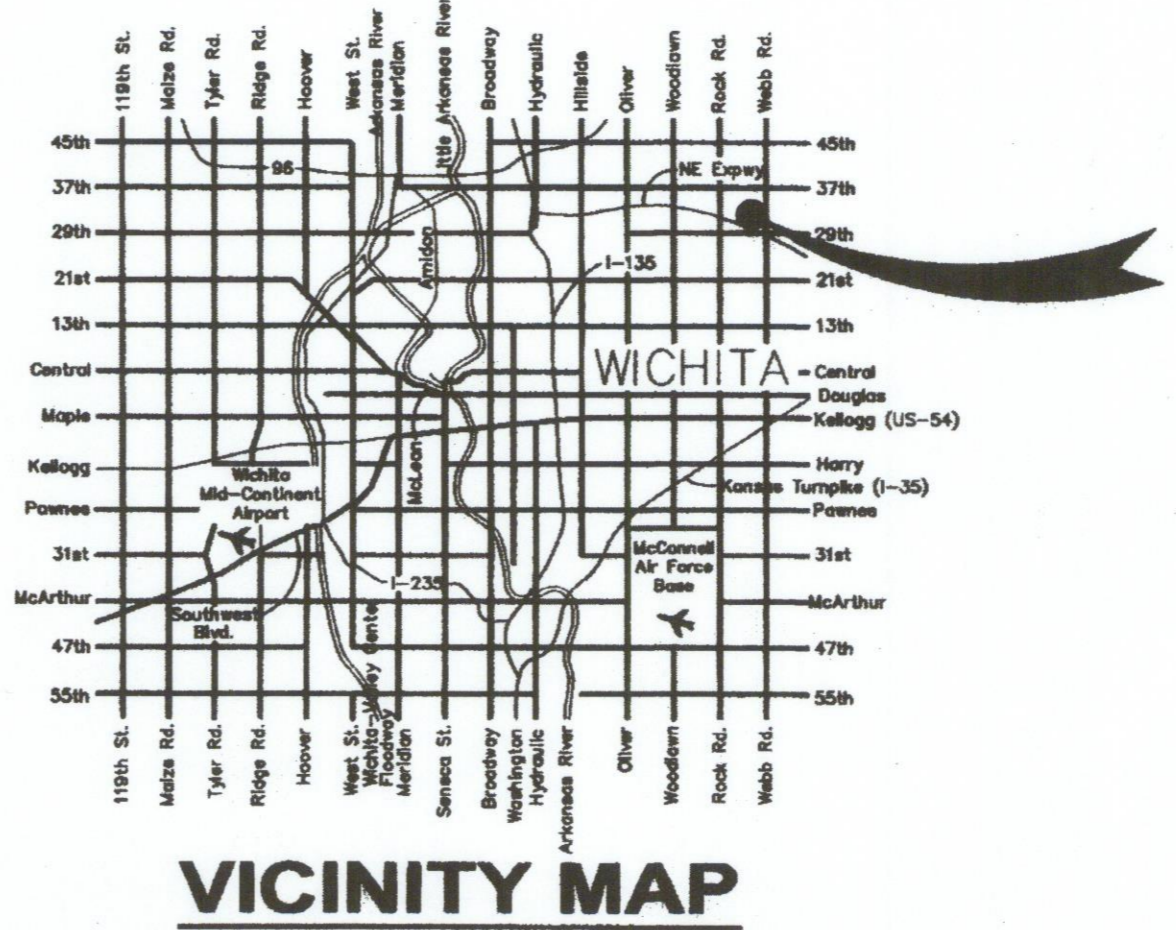 119th St.
Maize Rd.
Tyler Rd.
Ridge Rd.
Hoover
West St.
Arkansas River
Meridian
Little Arkansas River
Broadway
Hydraulic
Hillside
Oliver
Woodlawn
Rock Rd.
Webb Rd.
45th
45th
96
NE Expwy
37th
37th
29th
29th
Amidon
I-135
21st
21st
13th
13th
WICHITA
Central
Central
Douglas
Maple
Kellogg (US-54)
McLean
Kellogg
Harry
Wichita
Mid-Continent
Airport
Kansas Turnpike (I-35)
Pawnee
Pawnee
31st
31st
McConnell
Air Force
Base
I-235
McArthur
McArthur
Southwest
Blvd.
47th
47th
55th
55th
119th St.
Maize Rd.
Tyler Rd.
Ridge Rd.
Hoover
West St.
Wichita-Valley Center
Floodway
Meridian
Seneca St.
Broadway
Washington
Hydraulic
Arkansas River
Oliver
Woodlawn
Rock Rd.
Webb Rd.
VICINITY MAP